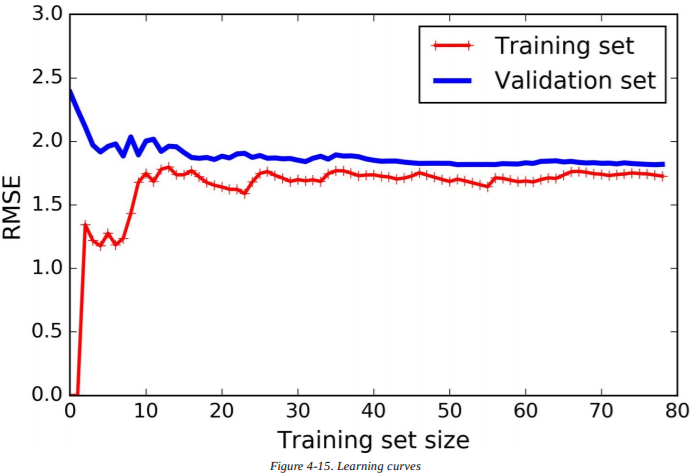 3.0
2.5
2.0
1.5
1.0
0.5
0.0
RMSE
Training set
Validation set
0 10 20 30 40 50 60 70 80
Training set size
Figure 4-15. Learning curves